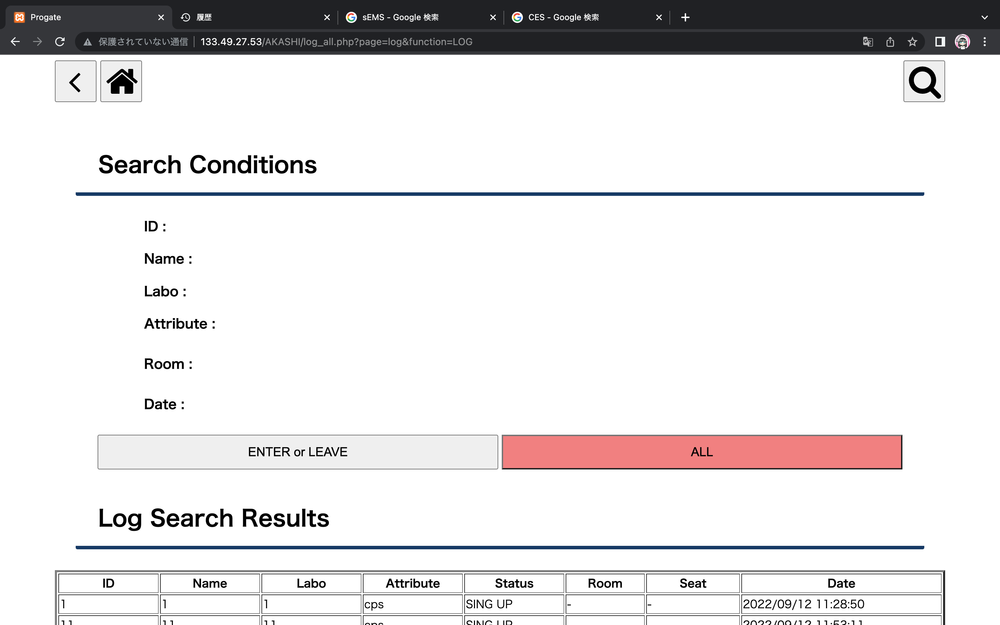 Progate 履歴 sEMS - Google 検索 CES - Google 検索
保護されていない通信 133.49.27.53/AKASHI/log_all.php?page=log&function=LOG
Search Conditions
ID :
Name :
Labo :
Attribute :
Room :
Date :
ENTER or LEAVE ALL
Log Search Results
ID Name Labo Attribute Status Room Seat Date
1 1 1 cps SING UP - - 2022/09/12 11:28:50
11 11 11 cps SING UP 2022/09/12 11:53:11